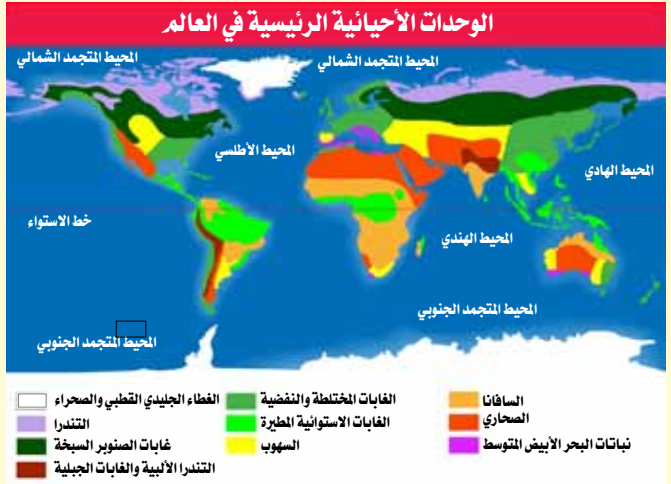 الوحدات الأحيائية الرئيسية في العالم
المحيط المتجمد الشمالي
المحيط المتجمد الشمالي
المحيط الأطلسي
المحيط الهادي
خط الاستواء
المحيط الهندي
المحيط المتجمد الجنوبي
المحيط المتجمد الجنوبي
السافانا
الغابات المختلطة والنفضية
الغطاء الجليدي القطبي والصحراء
الصحاري
الغابات الاستوائية المطيرة
التندرا
نباتات البحر الأبيض المتوسط
السهوب
غابات الصنوبر السبخة
التندرا الألبية والغابات الجبلية